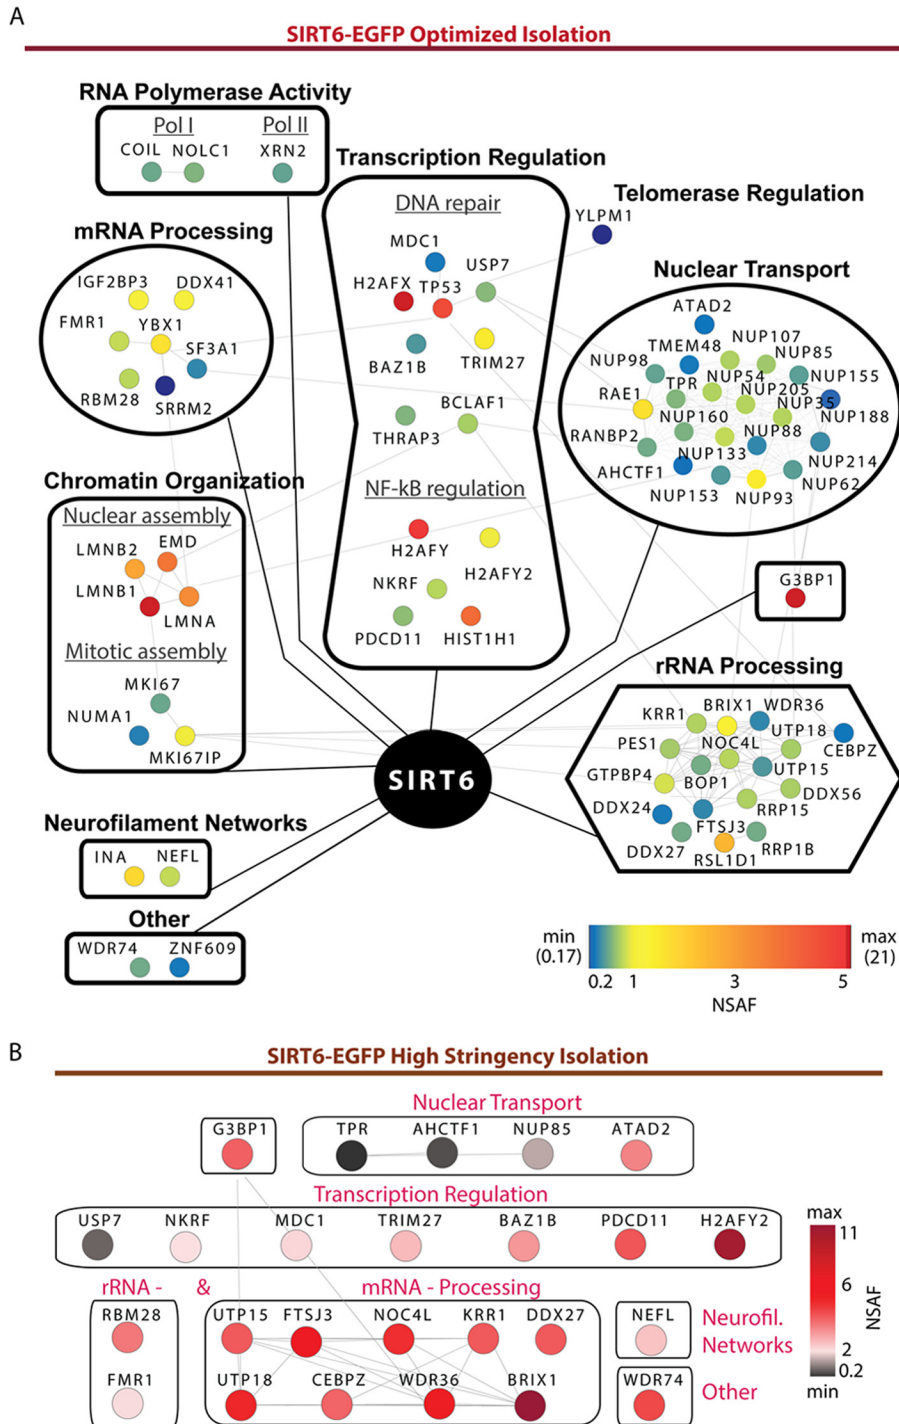 A
SIRT6-EGFP Optimized Isolation
RNA Polymerase Activity
Pol I
Pol II
COIL NOLC1 XRN2
Transcription Regulation
DNA repair
MDC1
USP7
H2AFX TP53
BAZ1B
TRIM27
BCLAF1
THRAP3
NF-kB regulation
H2AFY
H2AFY2
NKRF
PDCD11
HIST1H1
Telomerase Regulation
YLPM1
mRNA Processing
IGF2BP3 DDX41
FMR1 YBX1
SF3A1
RBM28
SRRM2
Nuclear Transport
ATAD2
NUP107
TMEM48
NUP85
NUP98
NUP54
NUP155
TPR
NUP205
RAE1
NUP35
NUP160
NUP188
RANBP2
NUP88
NUP133
NUP214
AHCTF1
NUP62
NUP153
NUP93
Chromatin Organization
Nuclear assembly
LMNB2 EMD
LMNB1
LMNA
Mitotic assembly
MKI67
NUMA1
MKI67IP
G3BP1
rRNA Processing
BRIX1 WDR36
KRR1
UTP18
PES1 NOC4L
CEBPZ
GTPBP4
BOP1
UTP15
DDX56
DDX24
RRP15
FTSJ3
DDX27
RRP1B
RSL1D1
SIRT6
Neurofilament Networks
INA NEFL
Other
WDR74 ZNF609
min
(0.17)
max
(21)
0.2 1 3 5
NSAF
B
SIRT6-EGFP High Stringency Isolation
Nuclear Transport
G3BP1
TPR AHCTF1 NUP85 ATAD2
Transcription Regulation
USP7 NKRF MDC1 TRIM27 BAZ1B PDCD11 H2AFY2
rRNA - & mRNA - Processing
RBM28
FMR1
UTP15 FTSJ3 NOC4L KRR1 DDX27
UTP18 CEBPZ WDR36 BRIX1
NEFL
Neurofil.
Networks
WDR74
Other
max
11
6
2
0.2
min
NSAF